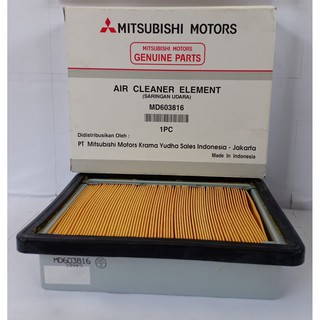 MITSUBISHI MOTORS
MITSUBISHI MOTORS
GENUINE PARTS
AIR CLEANER ELEMENT
(SARINGAN UDARA)
MD603816
1PC
Didistribusikan Oleh :
PT Mitsubishi Motors Krama Yudha Sales Indonesia - Jakarta
Made in Indonesia
MD603816